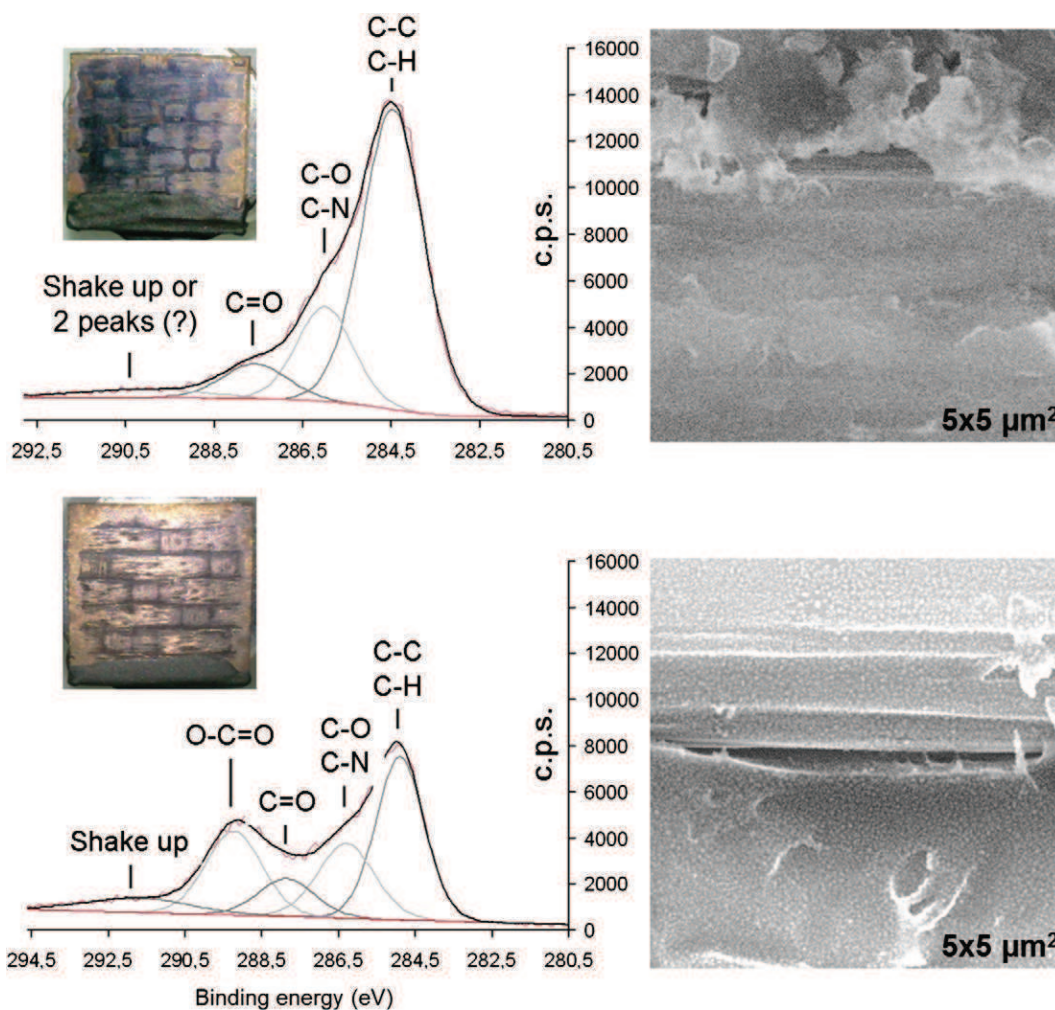 C-C
C-H
C-O
C-N
C=O
Shake up or
2 peaks (?)
c.p.s.
16000
14000
12000
10000
8000
6000
4000
2000
0
292,5 290,5 288,5 286,5 284,5 282,5 280,5
5x5 µm²
C-C
C-H
C-O
C-N
O-C=O
C=O
Shake up
c.p.s.
16000
14000
12000
10000
8000
6000
4000
2000
0
294,5 292,5 290,5 288,5 286,5 284,5 282,5 280,5
Binding energy (eV)
5x5 µm²